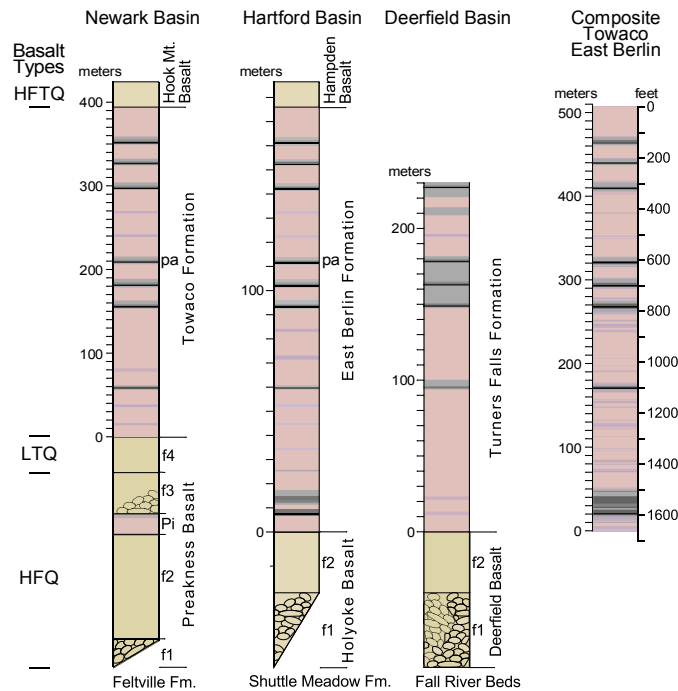 Newark Basin
Hartford Basin
Deerfield Basin
Composite
Towaco
East Berlin
Basalt
Types
meters
meters
meters
meters
feet
HFTQ
LTQ
HFQ
Hook Mt.
Basalt
400
300
200
100
0
pa
Towaco Formation
f4
f3
Pi
f2
f1
Preakness Basalt
Feltville Fm.
Hampden
Basalt
100
0
pa
East Berlin Formation
f2
f1
Holyoke Basalt
Shuttle Meadow Fm.
200
100
0
Turners Falls Formation
f2
f1
Deerfield Basalt
Fall River Beds
500
400
300
200
100
0
0
200
400
600
800
1000
1200
1400
1600